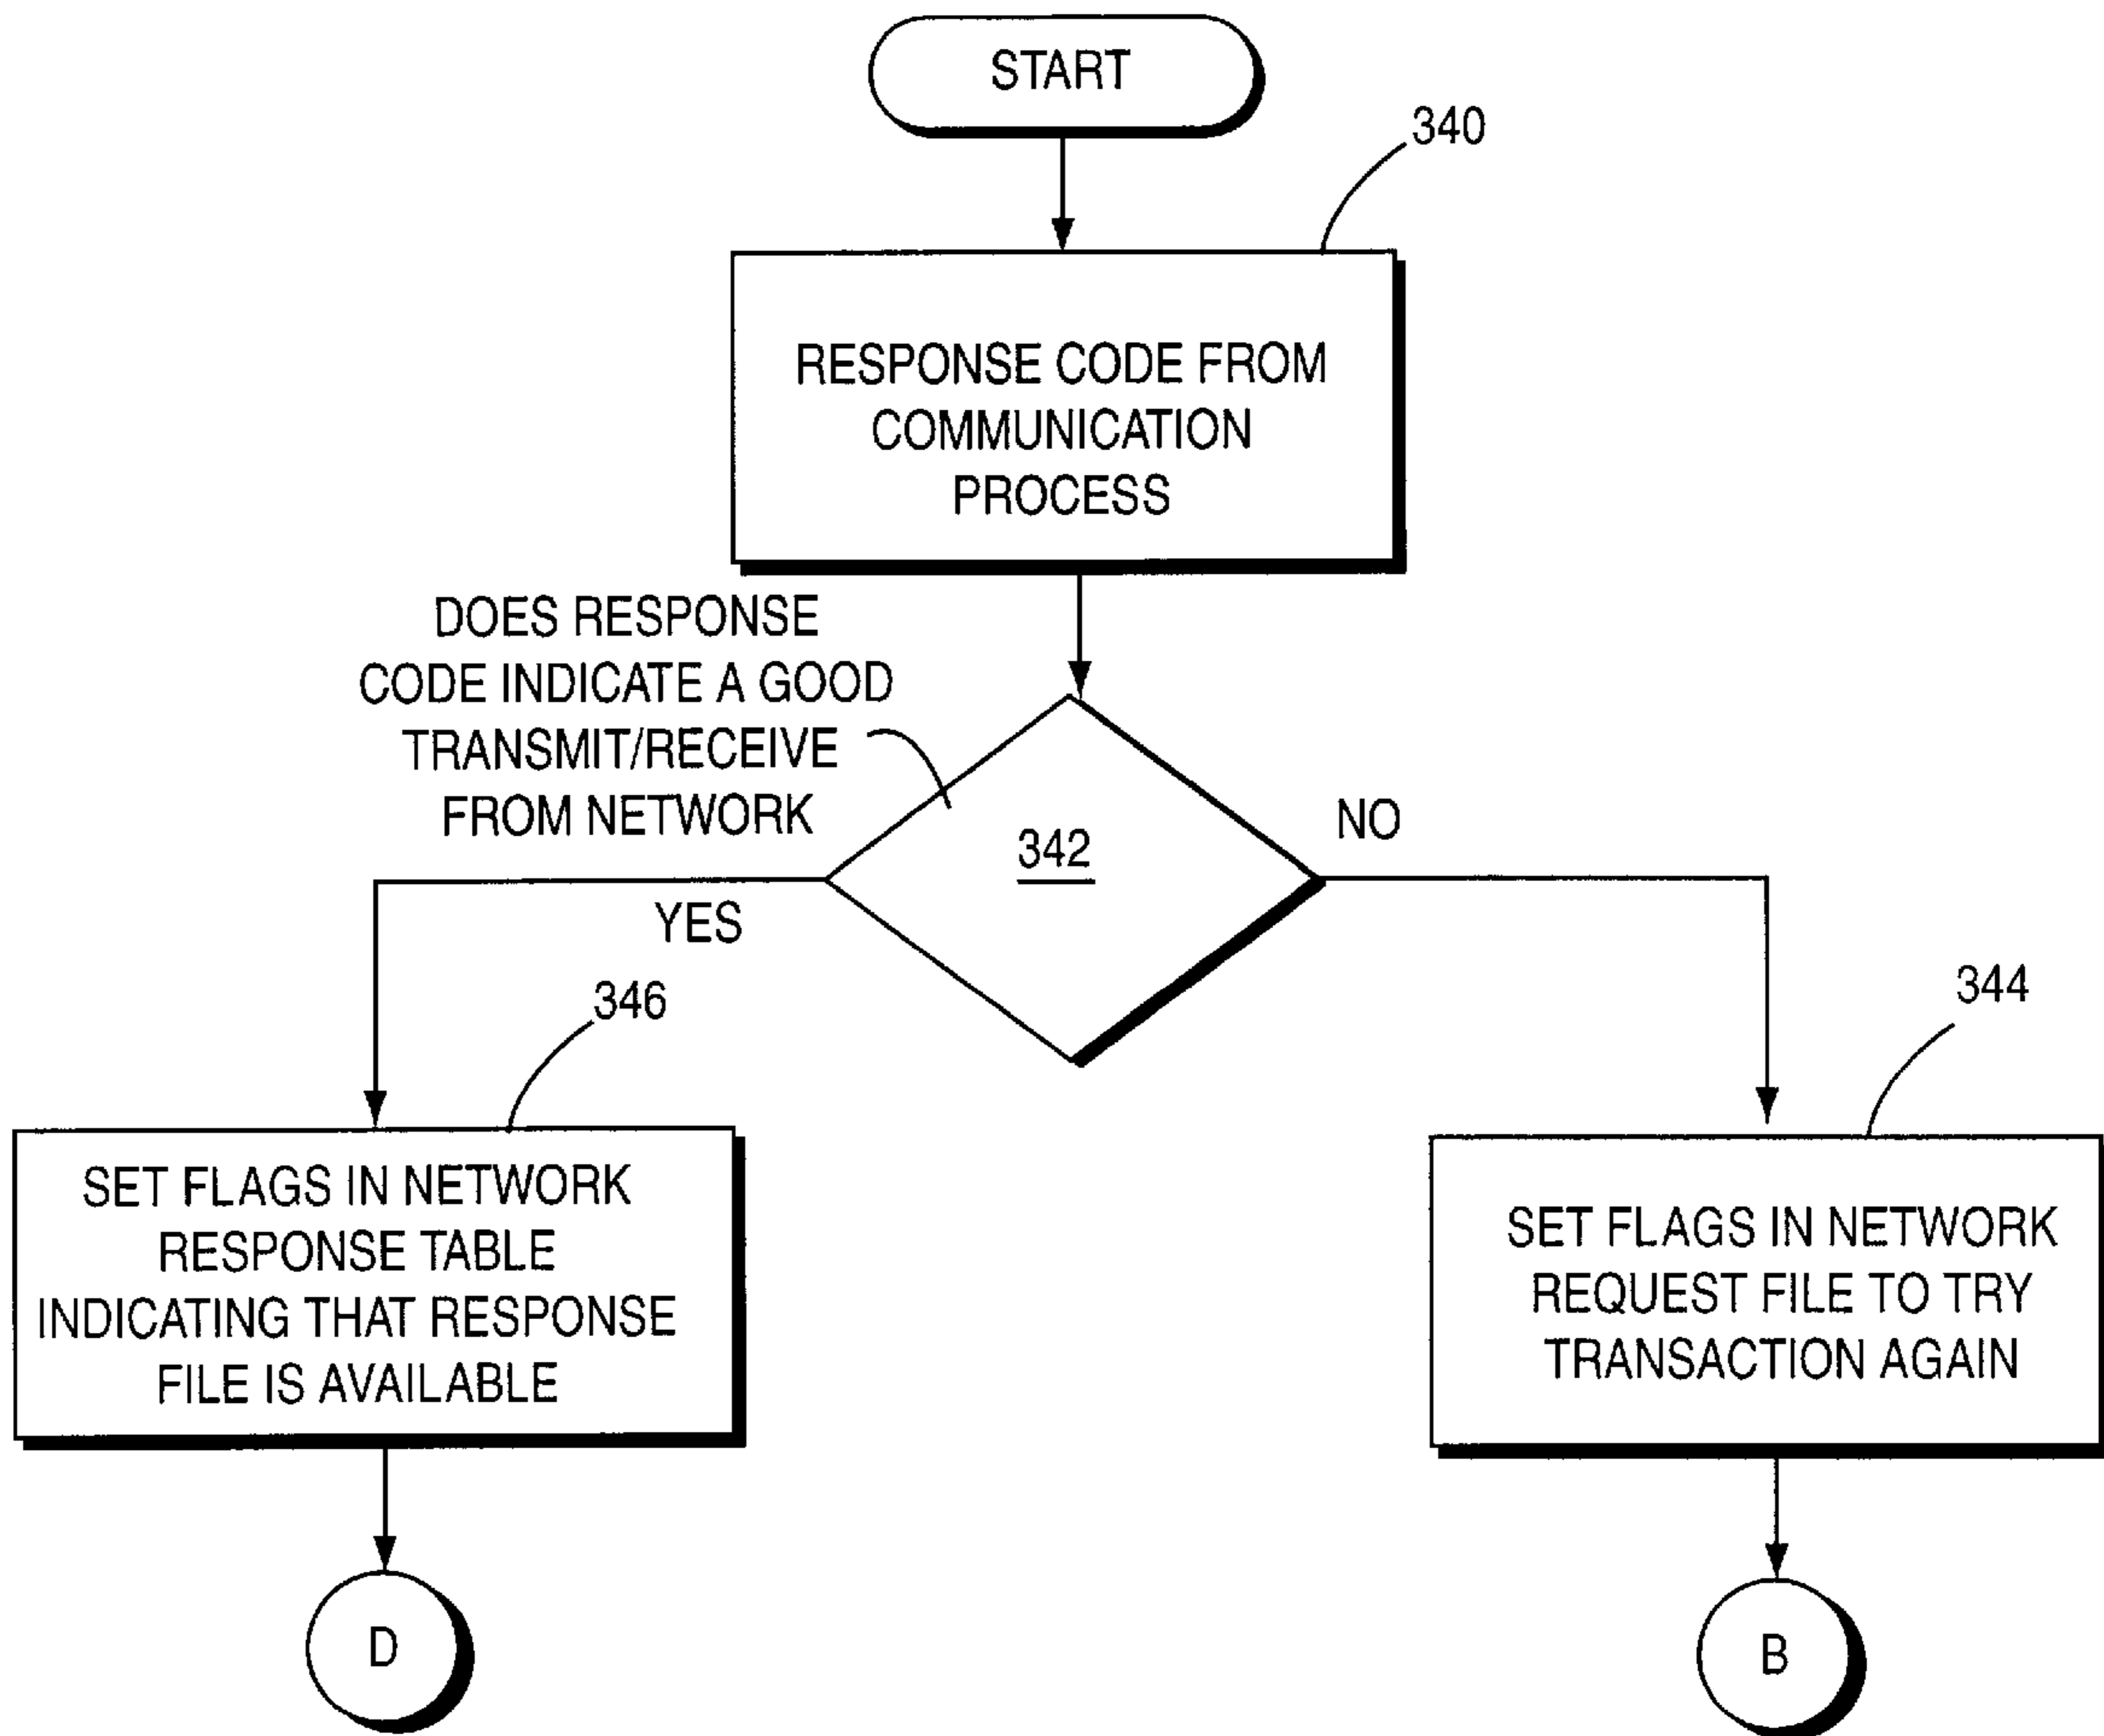 START
340
RESPONSE CODE FROM
COMMUNICATION
PROCESS
DOES RESPONSE
CODE INDICATE A GOOD
TRANSMIT/RECEIVE
FROM NETWORK
342
NO
YES
346
344
SET FLAGS IN NETWORK
RESPONSE TABLE
INDICATING THAT RESPONSE
FILE IS AVAILABLE
SET FLAGS IN NETWORK
REQUEST FILE TO TRY
TRANSACTION AGAIN
D
B